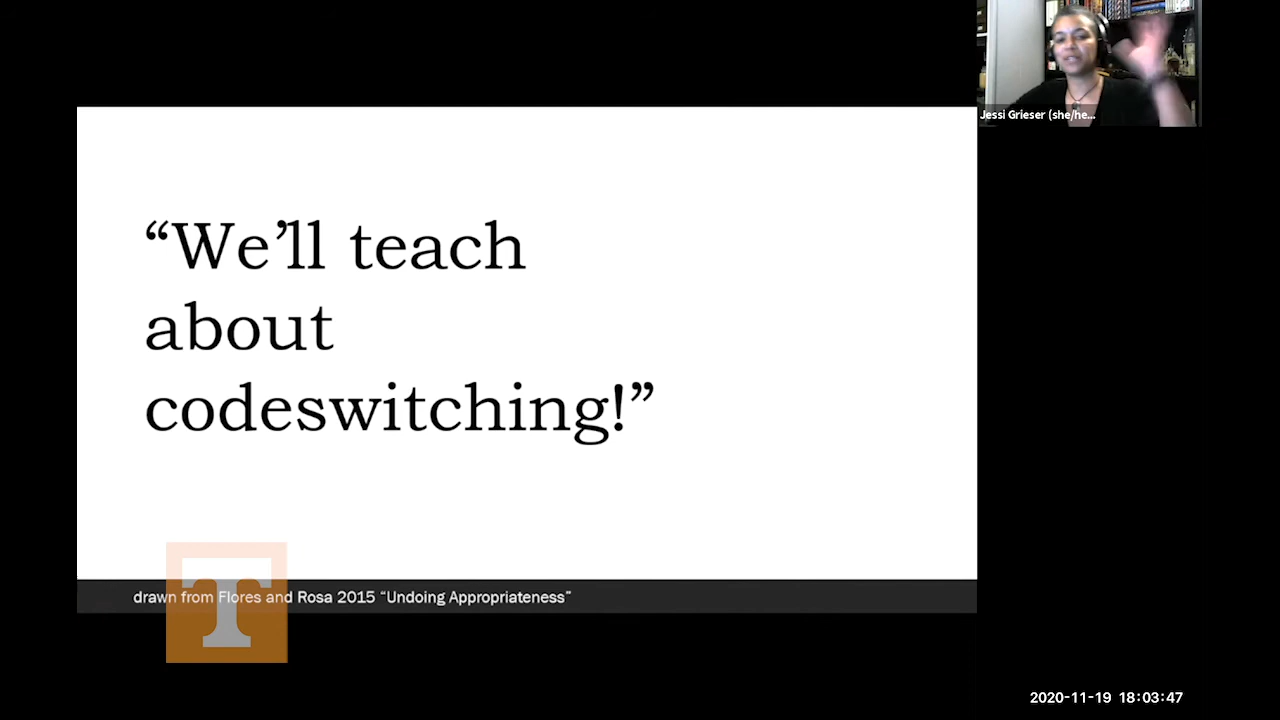 Jessi Grieser (she/he...
“We’ll teach
about
codeswitching!”
drawn from Flores and Rosa 2015 “Undoing Appropriateness”
T
2020-11-19 18:03:47